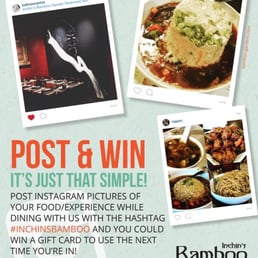 POST & WIN
IT'S JUST THAT SIMPLE!
POST INSTAGRAM PICTURES OF
YOUR FOOD/EXPERIENCE WHILE
DINING WITH US WITH THE HASHTAG
#INCHINSBAMBOO AND YOU COULD
WIN A GIFT CARD TO USE THE NEXT
TIME YOU'RE IN!
Inchin's
Bamboo